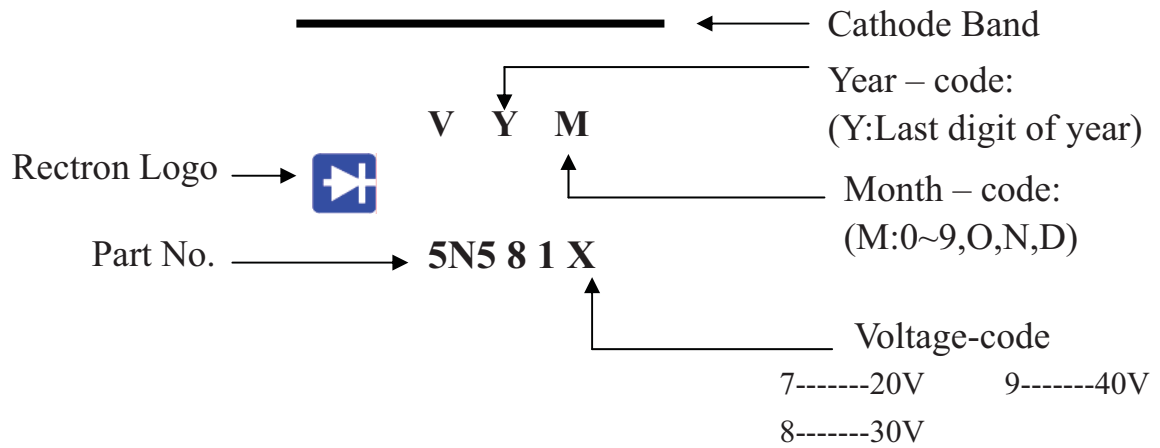 Cathode Band
Year – code:
(Y:Last digit of year)
V Y M
Rectron Logo
Month – code:
(M:0~9,O,N,D)
Part No.
5N5 8 1 X
Voltage-code
7-------20V 9-------40V
8-------30V